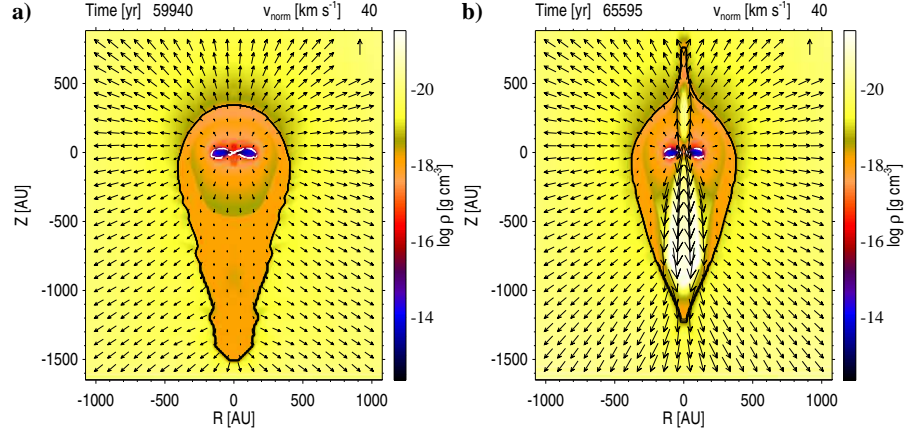 a) Time [yr] 59940 v_norm [km s⁻¹] 40
500
0
-500
-1000
-1500
Z [AU]
-1000 -500 0 500 1000
R [AU]
-20
-18
-16
-14
log ρ [g cm⁻³]
b) Time [yr] 65595 v_norm [km s⁻¹] 40
500
0
-500
-1000
-1500
Z [AU]
-1000 -500 0 500 1000
R [AU]
-20
-18
-16
-14
log ρ [g cm⁻³]